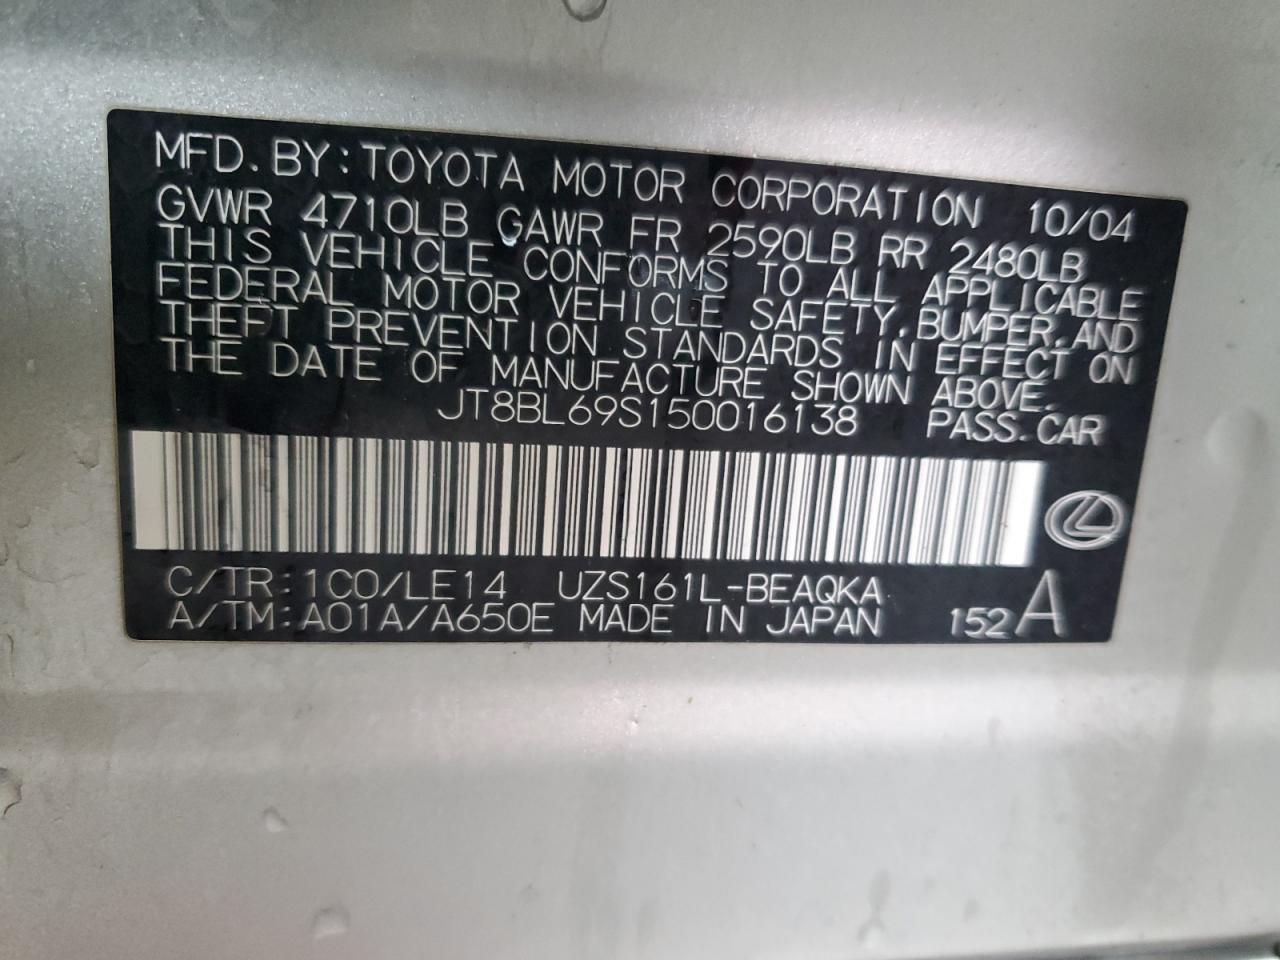 MFD. BY: TOYOTA MOTOR CORPORATION 10/04
GVWR 4710LB GAWR FR 2590LB RR 2480LB
THIS VEHICLE CONFORMS TO ALL APPLICABLE
FEDERAL MOTOR VEHICLE SAFETY, BUMPER, AND
THEFT PREVENTION STANDARDS IN EFFECT ON
THE DATE OF MANUFACTURE SHOWN ABOVE.
JT8BL69S150016138 PASS. CAR
C/TR: 1C0/LE14 UZS161L-BEAQKA
A/TM: A01A/A650E MADE IN JAPAN 152 A